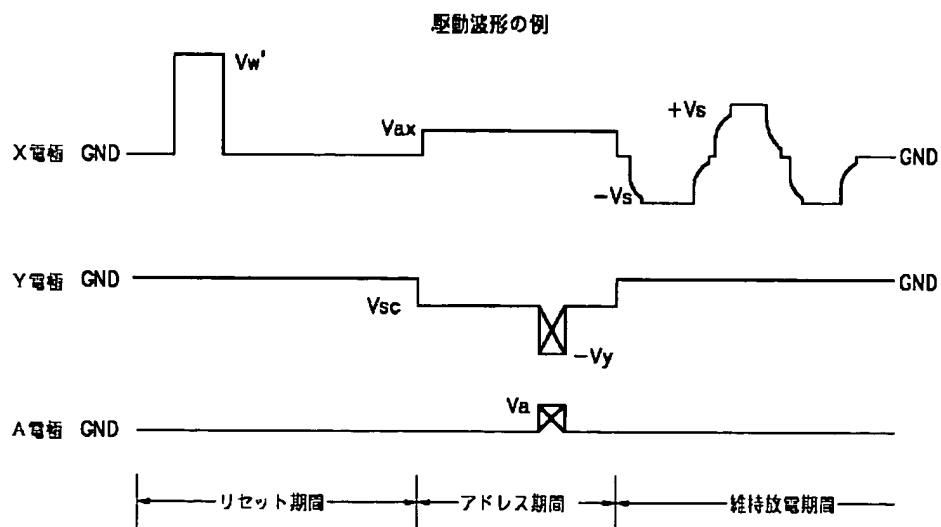 駆動波形の例
Vw'
+Vs
Vax
X電極 GND
GND
−Vs
Y電極 GND
GND
Vsc
−Vy
Va
A電極 GND
リセット期間
アドレス期間
維持放電期間